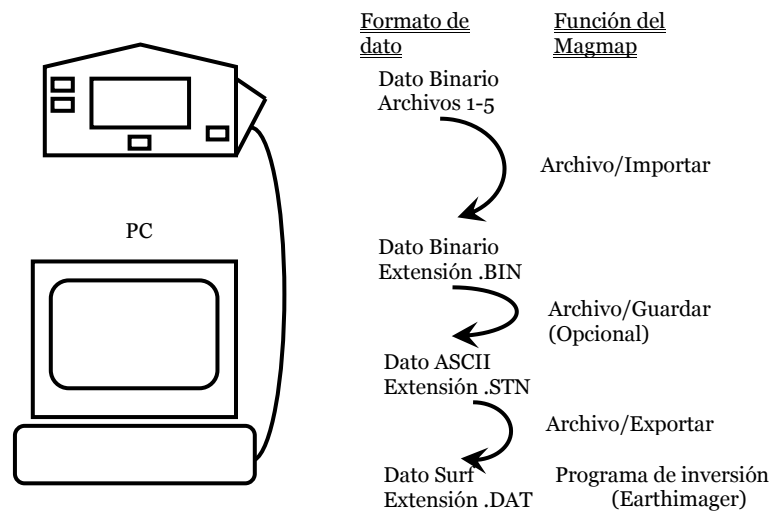 Formato de
dato
Función del
Magmap
Dato Binario
Archivos 1-5
Archivo/Importar
PC
Dato Binario
Extensión .BIN
Archivo/Guardar
(Opcional)
Dato ASCII
Extensión .STN
Archivo/Exportar
Dato Surf
Extensión .DAT
Programa de inversión
(Earthimager)